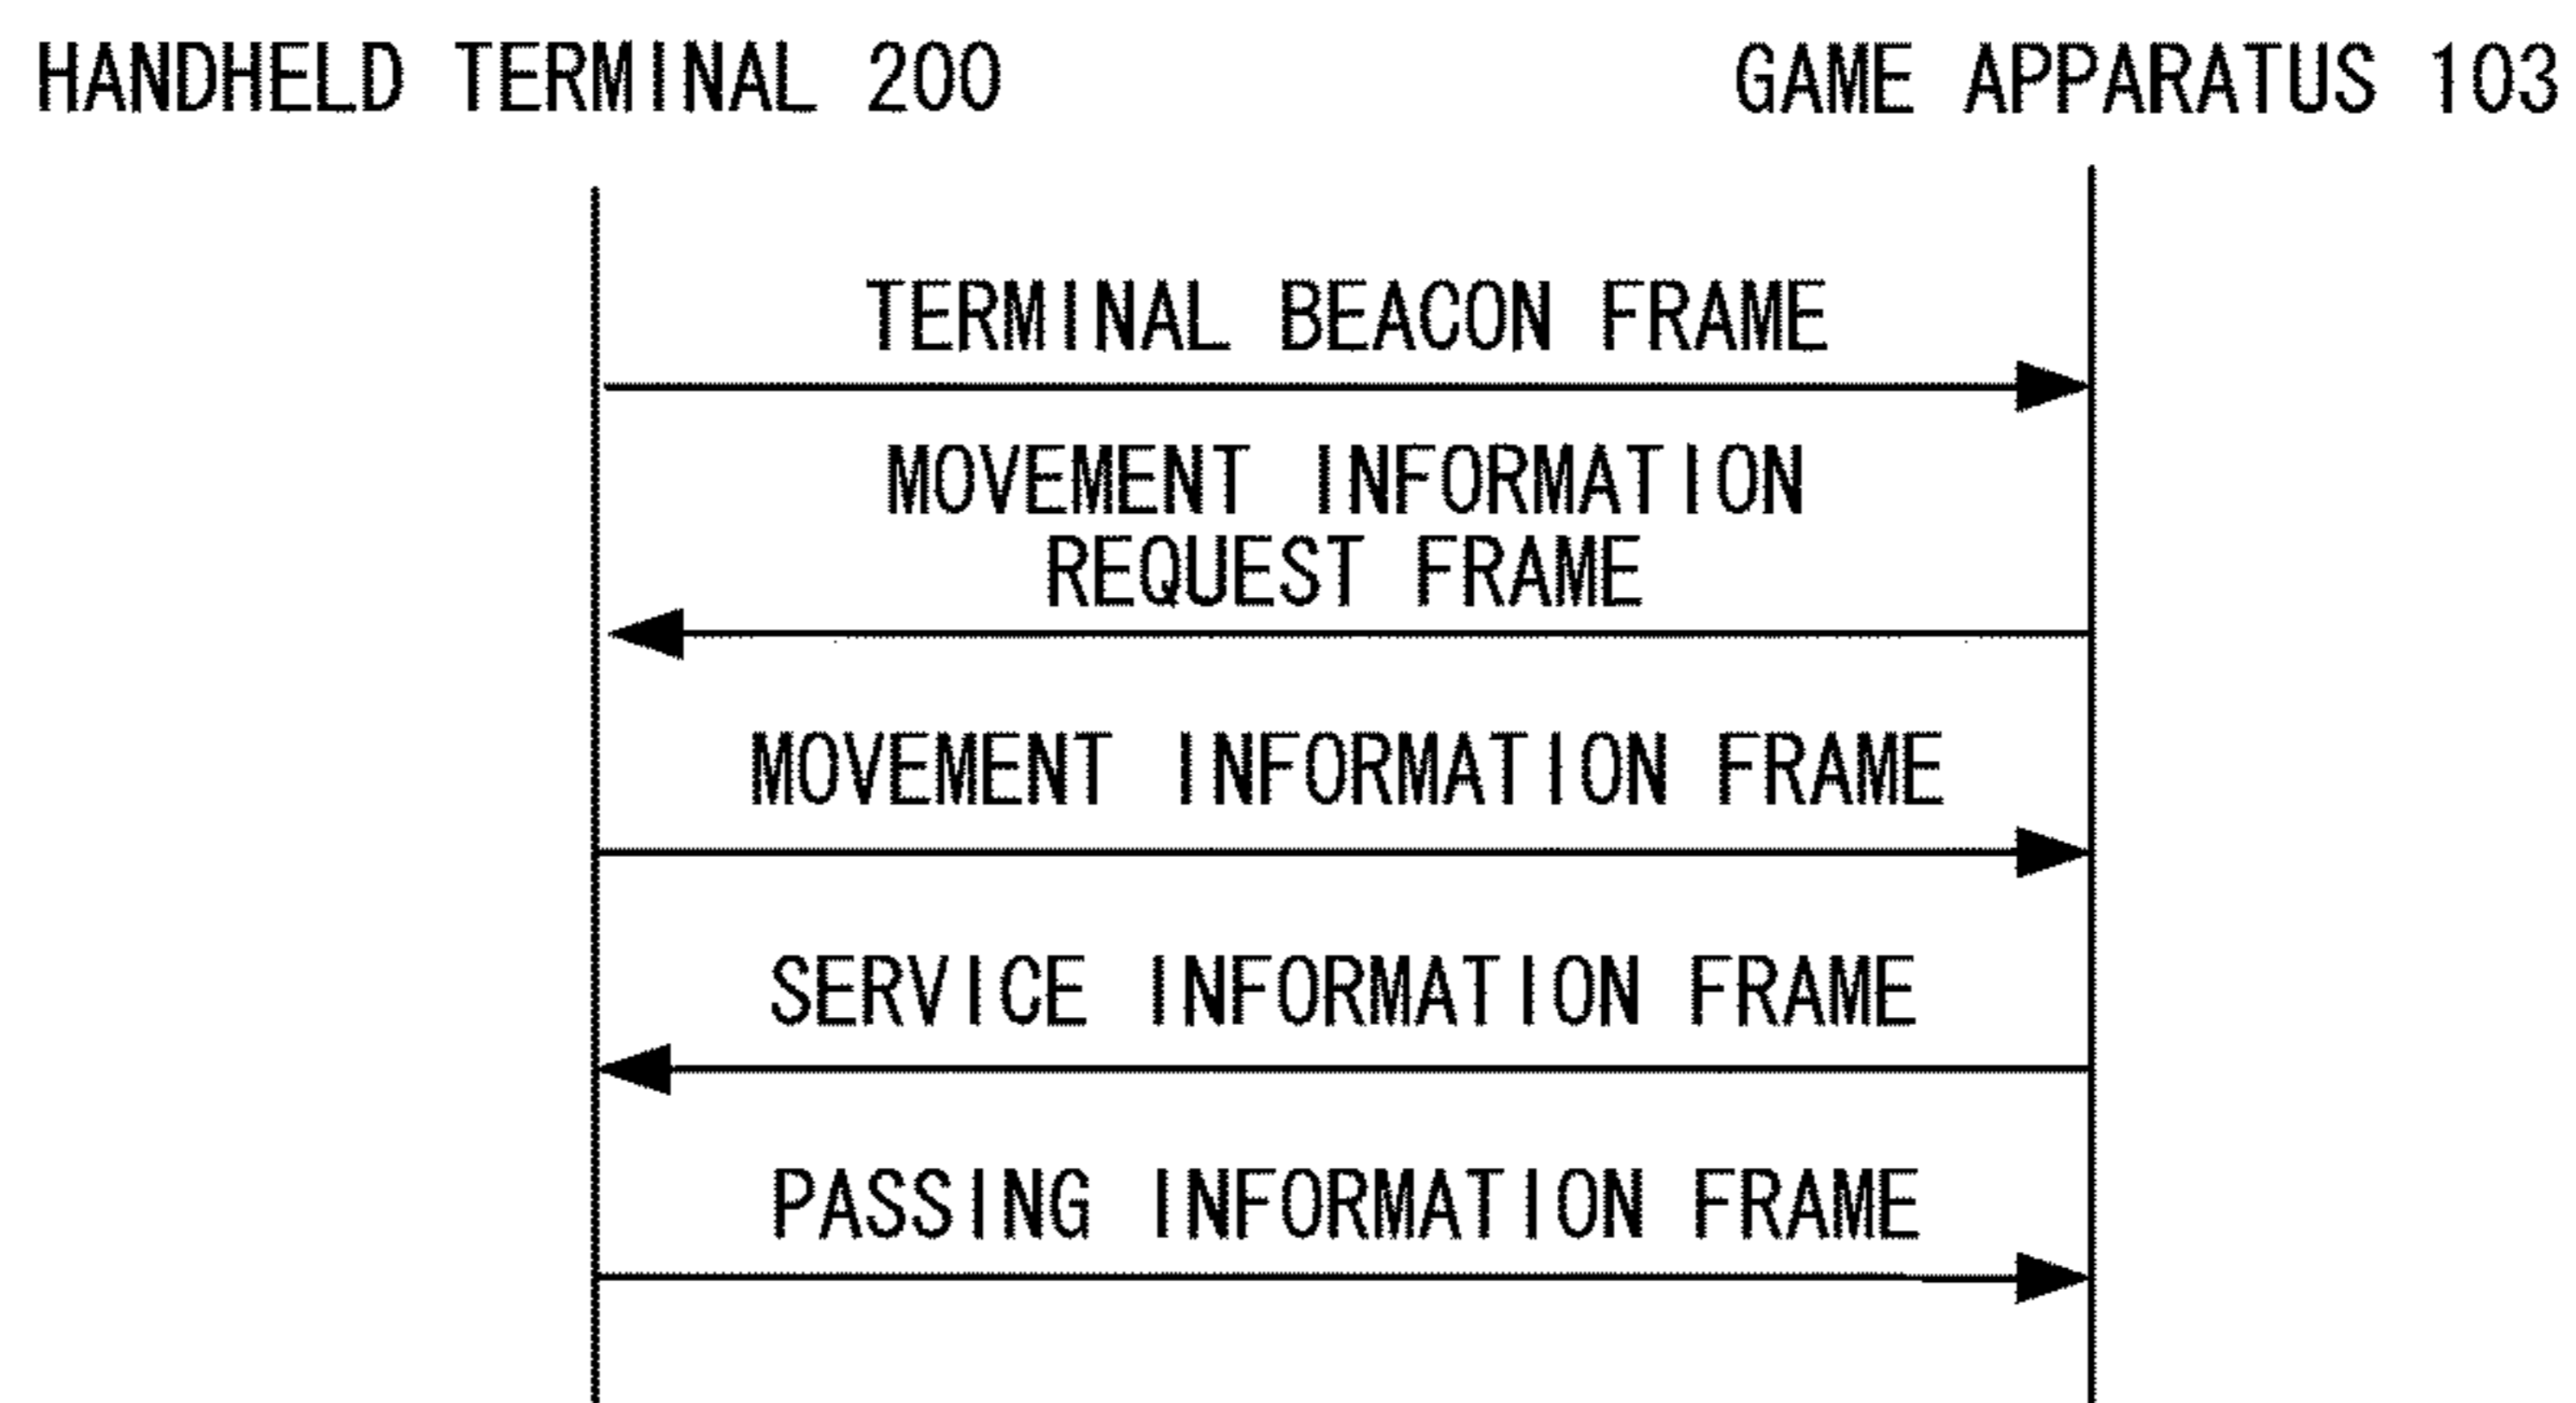 HANDHELD TERMINAL 200
GAME APPARATUS 103
TERMINAL BEACON FRAME
MOVEMENT INFORMATION
REQUEST FRAME
MOVEMENT INFORMATION FRAME
SERVICE INFORMATION FRAME
PASSING INFORMATION FRAME